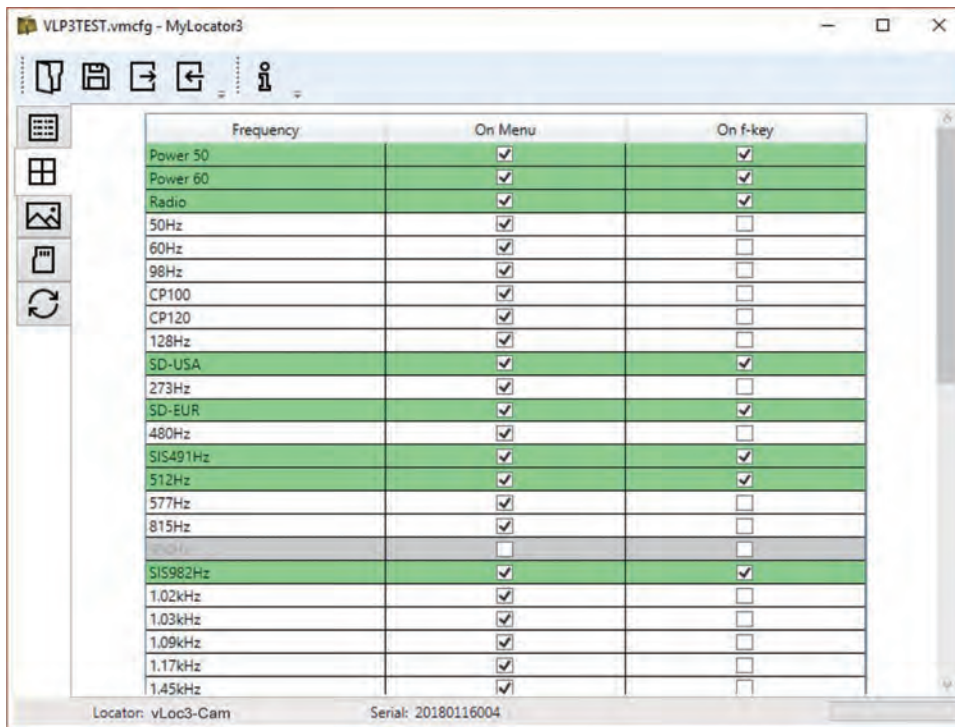 VLP3TEST.vmcfg - MyLocator3
Frequency On Menu On f-key
Power 50
Power 60
Radio
50Hz
60Hz
98Hz
CP100
CP120
128Hz
SD-USA
273Hz
SD-EUR
480Hz
SIS491Hz
512Hz
577Hz
815Hz
SIS982Hz
1.02kHz
1.03kHz
1.09kHz
1.17kHz
1.45kHz
Locator: vLoc3-Cam Serial: 20180116004